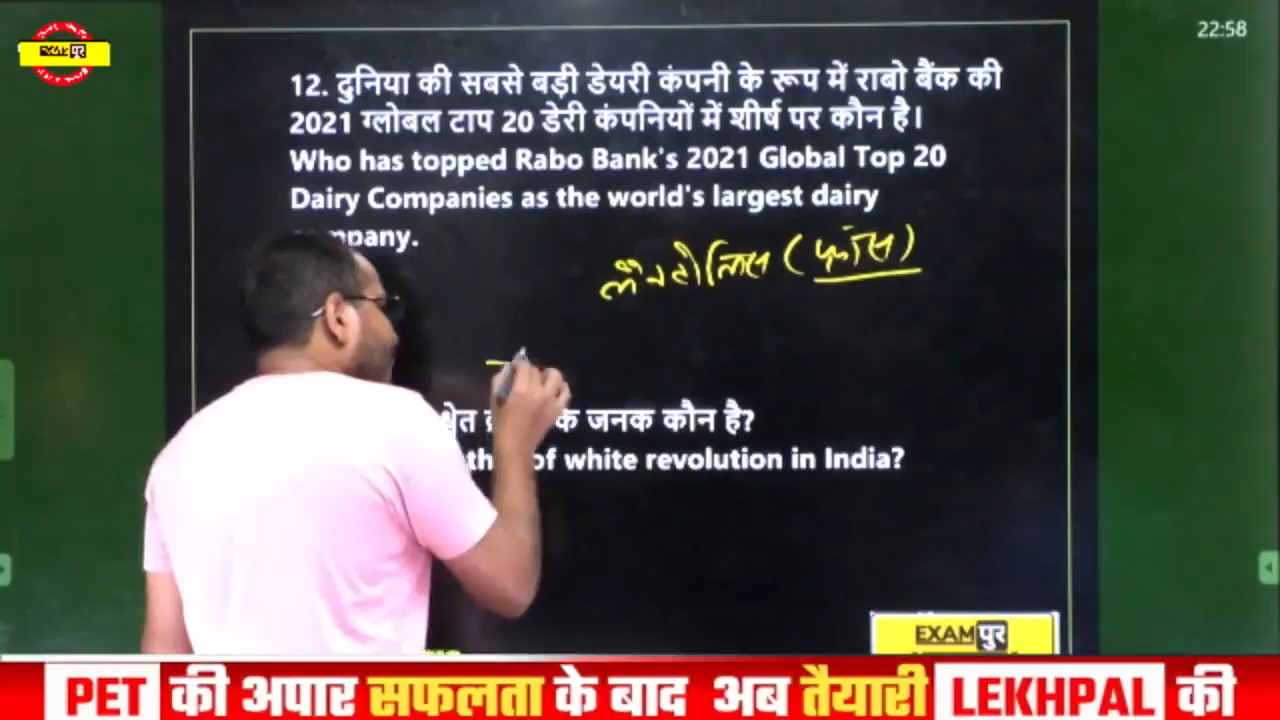 EXAMपुर
22:58
12. दुनिया की सबसे बड़ी डेयरी कंपनी के रूप में राबो बैंक की
2021 ग्लोबल टाप 20 डेरी कंपनियों में शीर्ष पर कौन है।
Who has topped Rabo Bank's 2021 Global Top 20
Dairy Companies as the world's largest dairy
company.
(फ्रांस)
के जनक कौन है?
of white revolution in India?
EXAMपुर
PET की अपार सफलता के बाद अब तैयारी LEKHPAL की